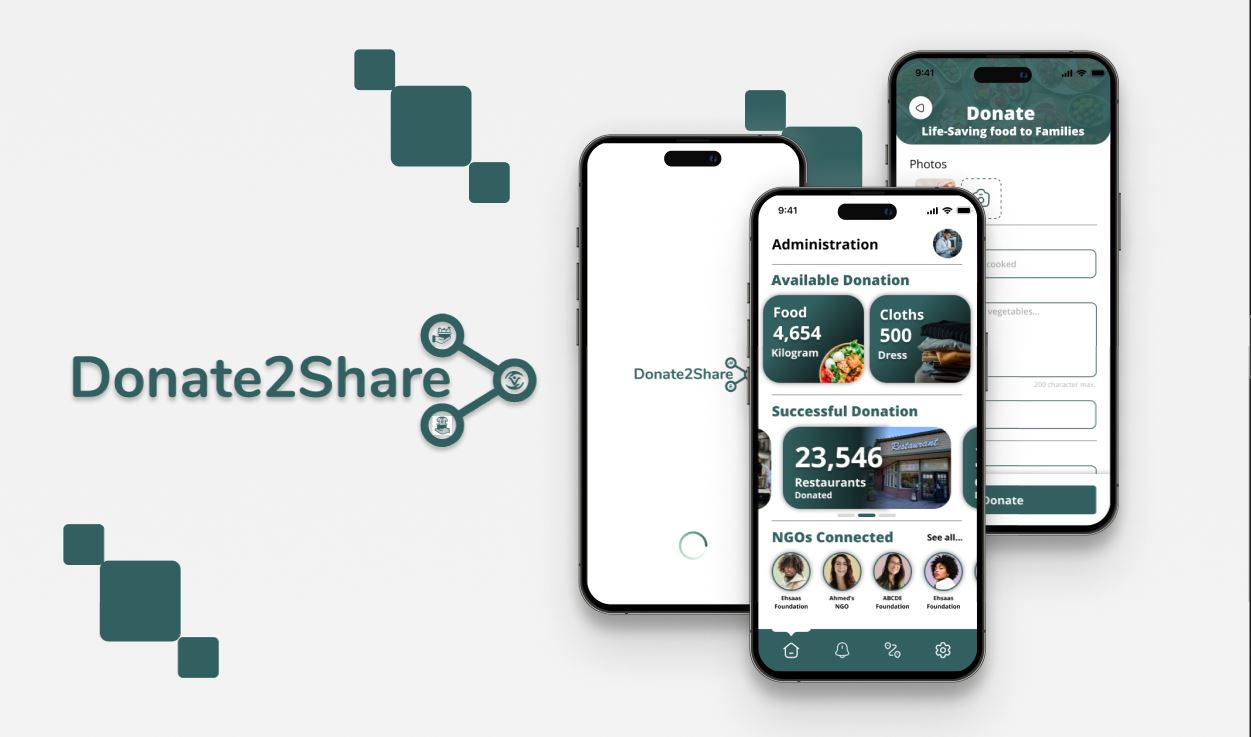 Donate2Share
Donate2Share
9:41
Administration
Available Donation
Food
4,654
Kilogram
Cloths
500
Dress
Successful Donation
23,546
Restaurants
Donated
Restaurant
NGOs Connected
See all...
Ehsaas
Foundation
Ahmed's
NGO
ABCDE
Foundation
Ehsaas
Foundation
9:41
Donate
Life-Saving food to Families
Photos
cooked
vegetables...
200 character max.
Donate